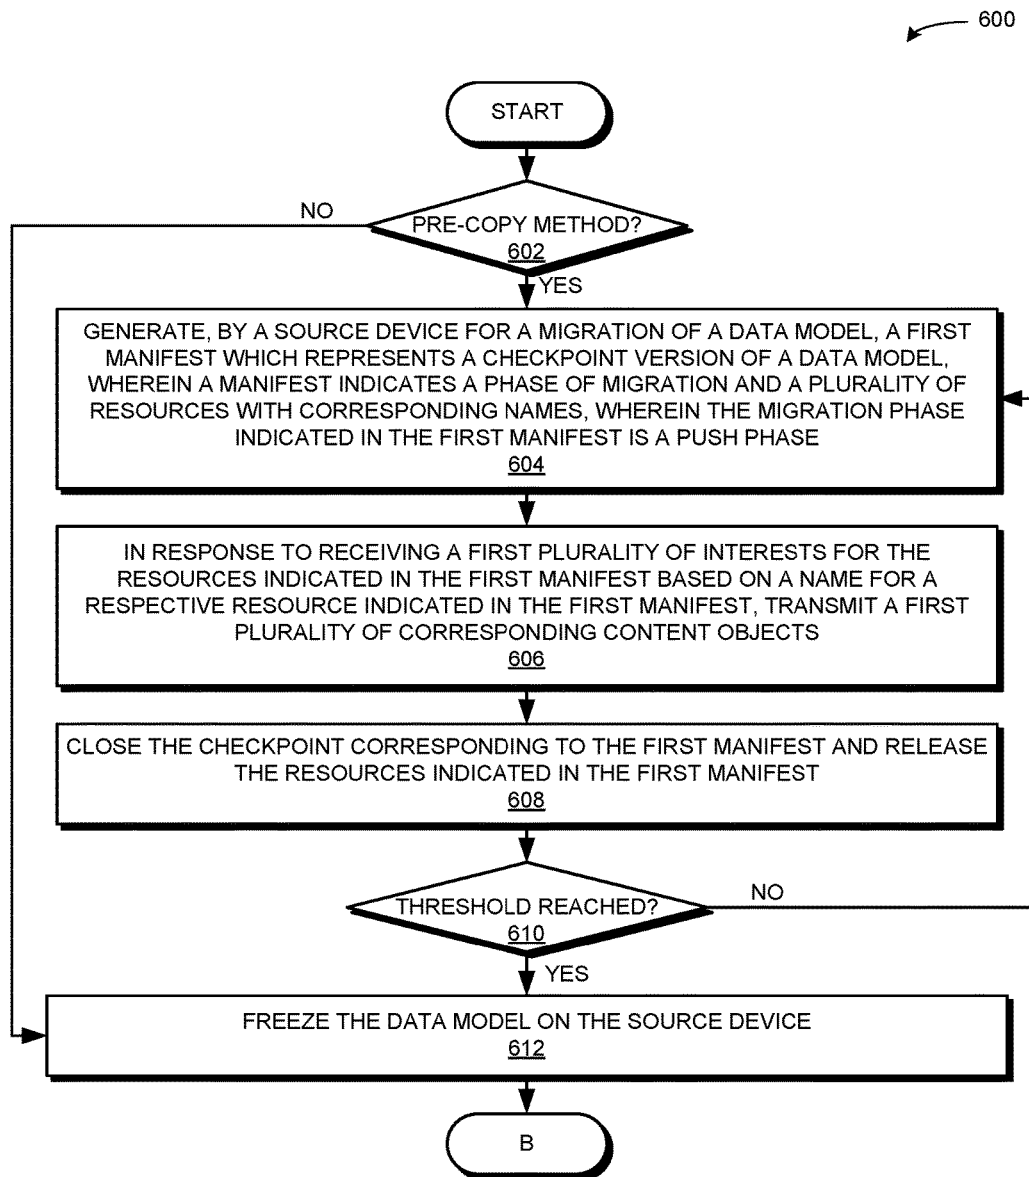 600
START
NO
PRE-COPY METHOD?
602
YES
GENERATE, BY A SOURCE DEVICE FOR A MIGRATION OF A DATA MODEL, A FIRST
MANIFEST WHICH REPRESENTS A CHECKPOINT VERSION OF A DATA MODEL,
WHEREIN A MANIFEST INDICATES A PHASE OF MIGRATION AND A PLURALITY OF
RESOURCES WITH CORRESPONDING NAMES, WHEREIN THE MIGRATION PHASE
INDICATED IN THE FIRST MANIFEST IS A PUSH PHASE
604
IN RESPONSE TO RECEIVING A FIRST PLURALITY OF INTERESTS FOR THE
RESOURCES INDICATED IN THE FIRST MANIFEST BASED ON A NAME FOR A
RESPECTIVE RESOURCE INDICATED IN THE FIRST MANIFEST, TRANSMIT A FIRST
PLURALITY OF CORRESPONDING CONTENT OBJECTS
606
CLOSE THE CHECKPOINT CORRESPONDING TO THE FIRST MANIFEST AND RELEASE
THE RESOURCES INDICATED IN THE FIRST MANIFEST
608
THRESHOLD REACHED?
610
NO
YES
FREEZE THE DATA MODEL ON THE SOURCE DEVICE
612
B